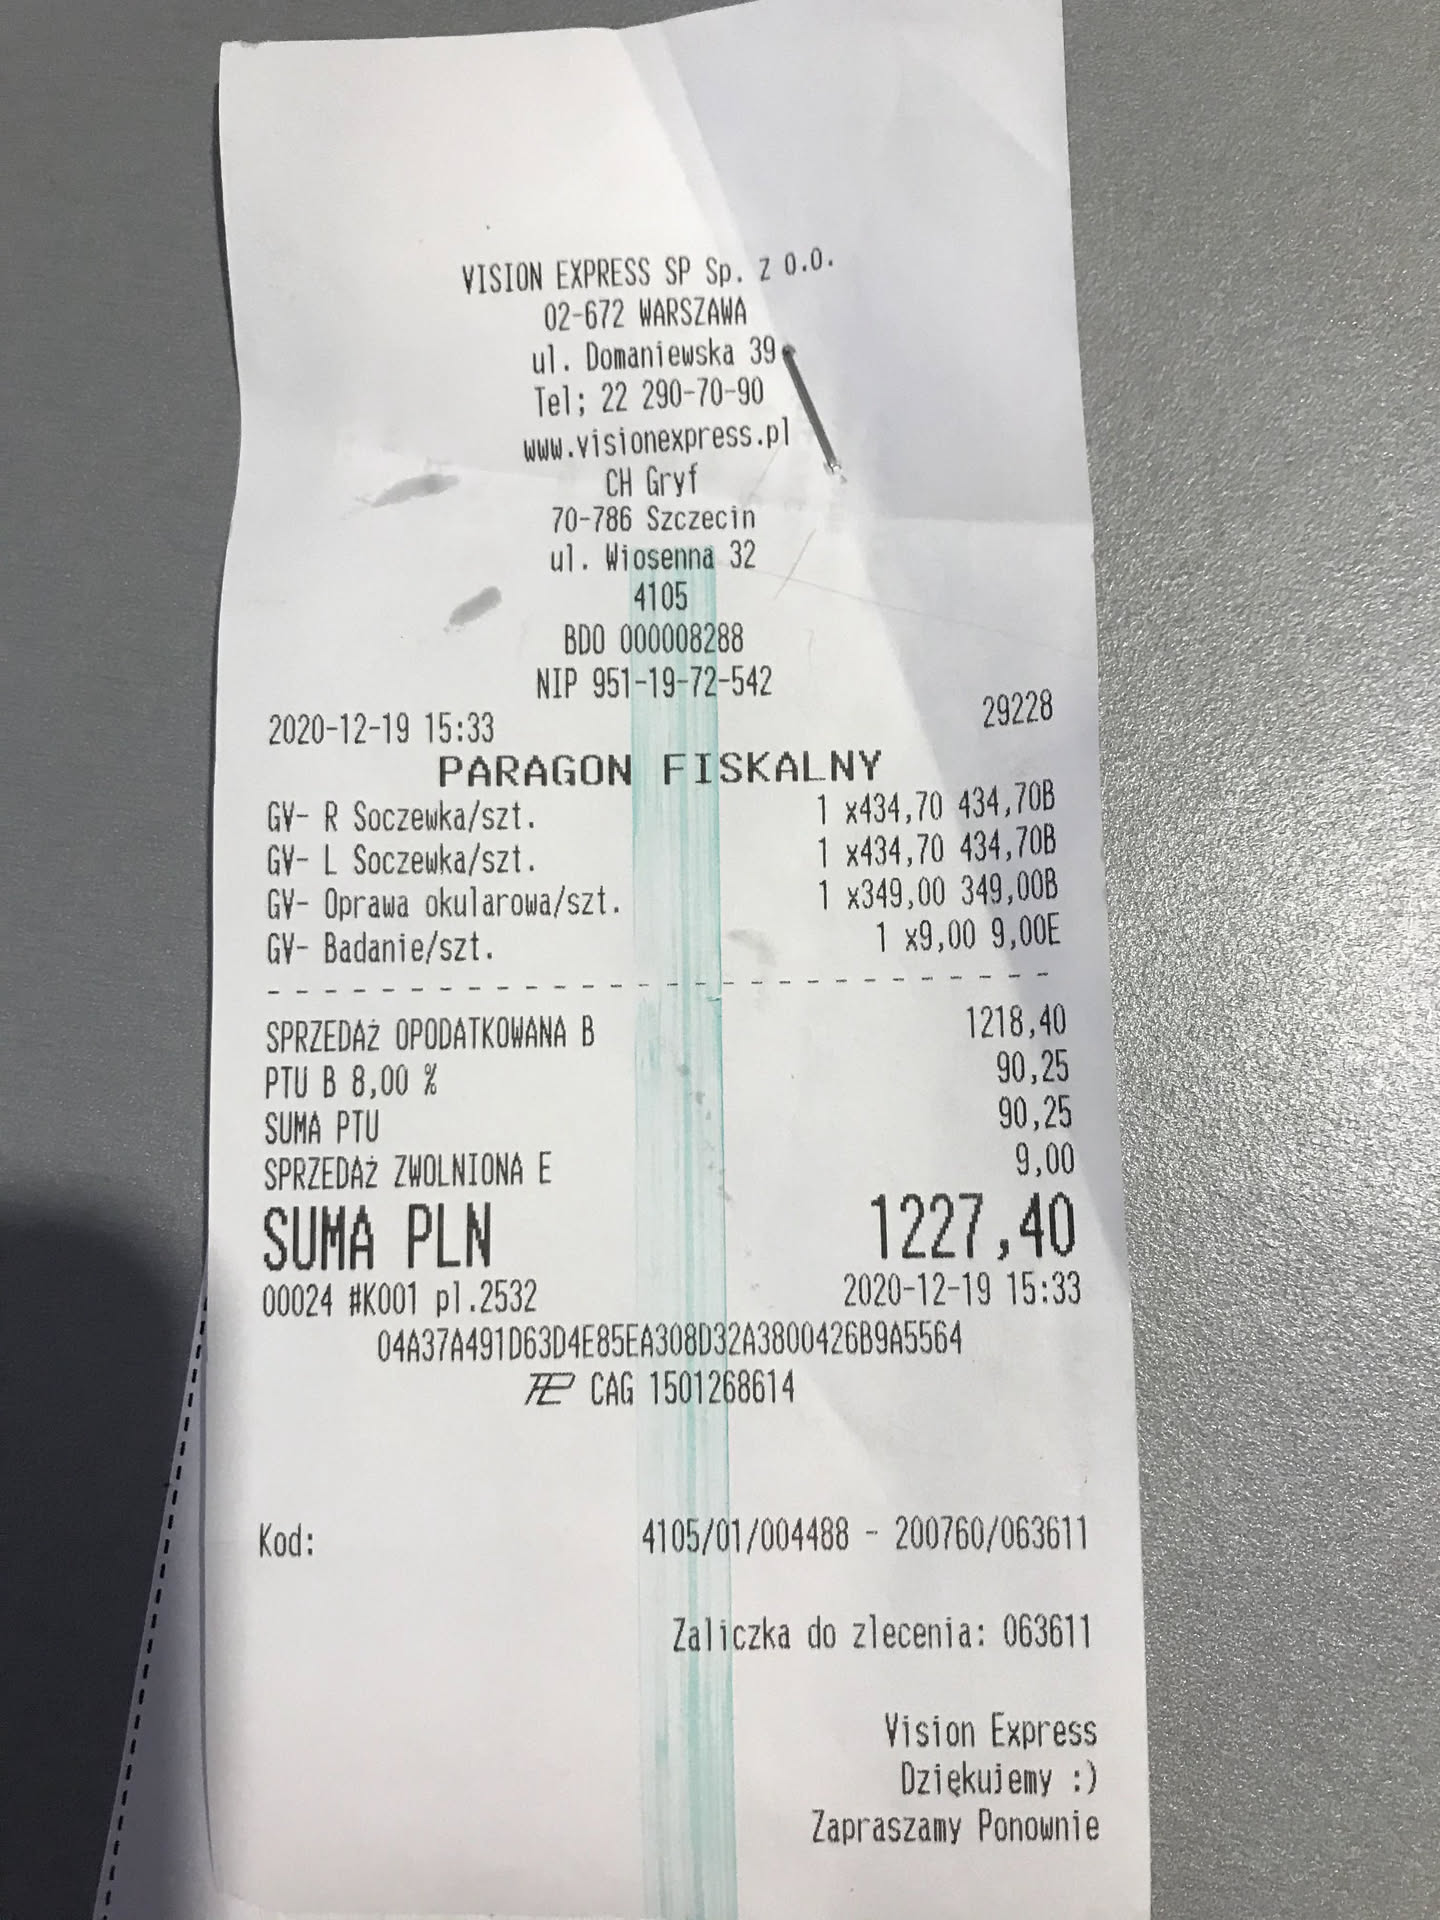 VISION EXPRESS SP Sp. Z O.O.
02-672 WARSZAWA
ul. Domaniewska 39
Tel; 22 290-70-90
www.visionexpress.pl
CH Gryf
70-786 Szczecin
ul. Wiosenna 32
4105
BDO 000008288
NIP 951-19-72-542
2020-12-19 15:33 29228
PARAGON FISKALNY
GV- R Soczewka/szt. 1 x434,70 434,70B
GV- L Soczewka/szt. 1 x434,70 434,70B
GV- Oprawa okularowa/szt. 1 x349,00 349,00B
GV- Badanie/szt. 1 x9,00 9,00E
SPRZEDAż OPODATKOWANA B 1218,40
PTU B 8,00 % 90,25
SUMA PTU 90,25
SPRZEDAż ZWOLNIONA E 9,00
SUMA PLN 1227,40
00024 #K001 pl.2532 2020-12-19 15:33
04A37A491D63D4E85EA308D32A3800426B9A5564
CAG 1501268614
Kod: 4105/01/004488 - 200760/063611
Zaliczka do zlecenia: 063611
Vision Express
Dziękujemy :)
Zapraszamy Ponownie